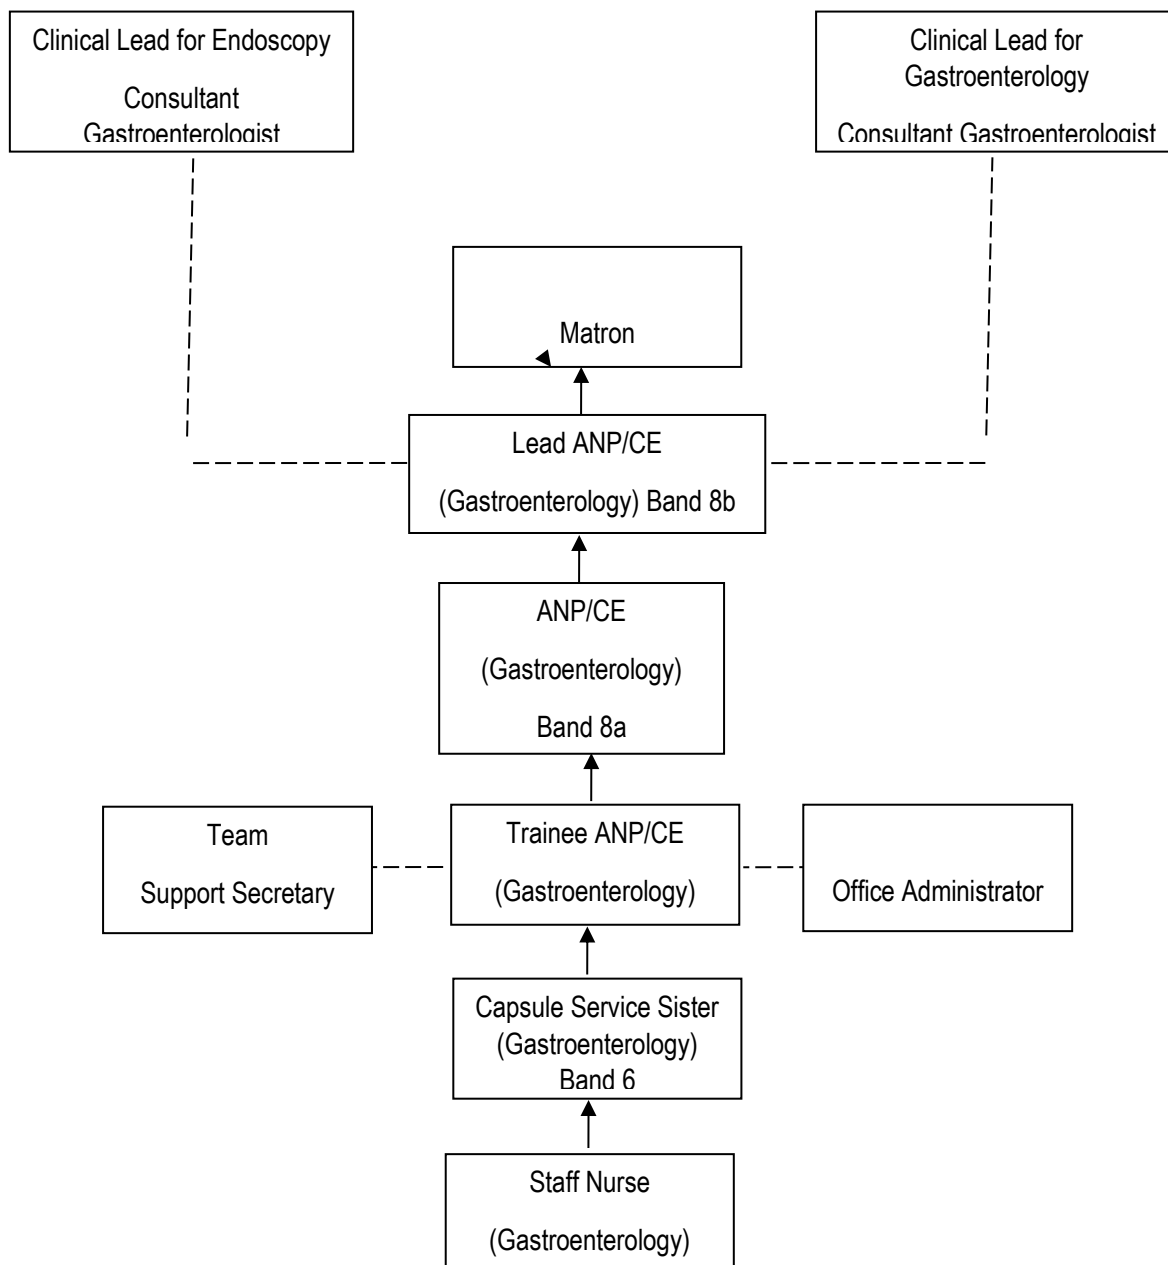 Clinical Lead for Endoscopy
Consultant
Gastroenterologist
Clinical Lead for
Gastroenterology
Consultant Gastroenterologist
Matron
Lead ANP/CE
(Gastroenterology) Band 8b
ANP/CE
(Gastroenterology)
Band 8a
Team
Support Secretary
Trainee ANP/CE
(Gastroenterology)
Office Administrator
Capsule Service Sister
(Gastroenterology)
Band 6
Staff Nurse
(Gastroenterology)